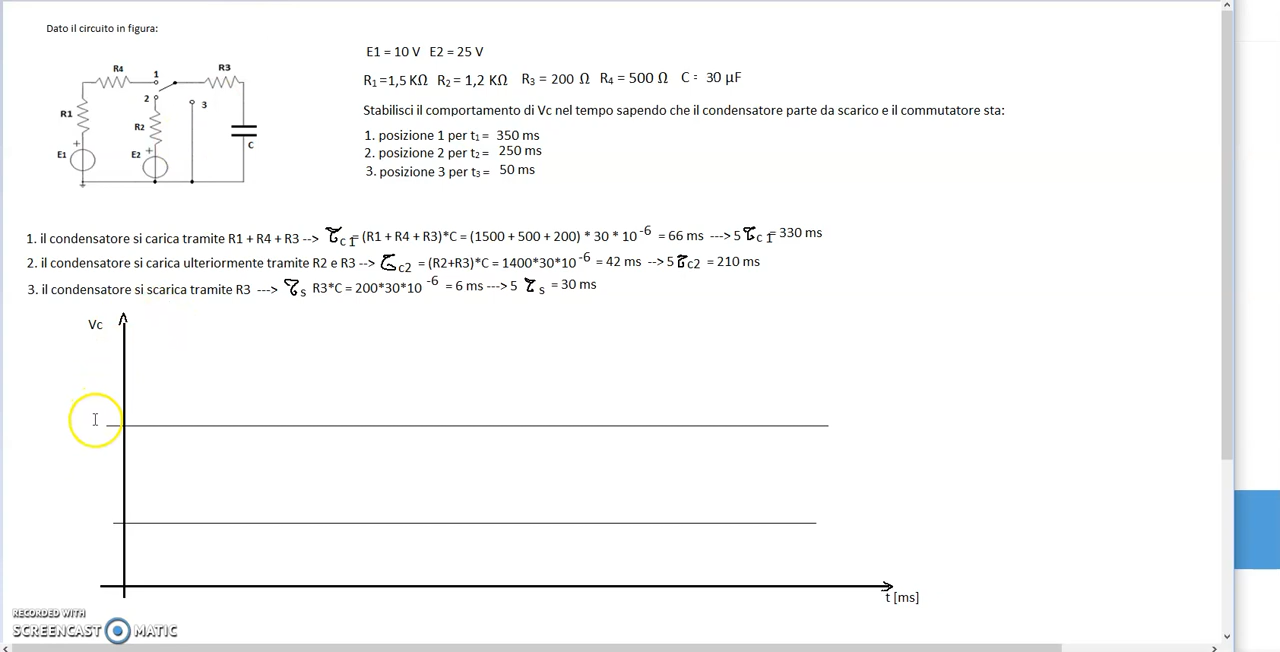 Dato il circuito in figura:
E1 = 10 V E2 = 25 V
R1 =1,5 KΩ R2 = 1,2 KΩ R3 = 200 Ω R4 = 500 Ω C = 30 µF
Stabilisci il comportamento di Vc nel tempo sapendo che il condensatore parte da scarico e il commutatore sta:
1. posizione 1 per t1 = 350 ms
2. posizione 2 per t2 = 250 ms
3. posizione 3 per t3 = 50 ms
R4 1 R3
2 3
R1 R2
E1 + E2 + C
1. il condensatore si carica tramite R1 + R4 + R3 --> τc1 = (R1 + R4 + R3)*C = (1500 + 500 + 200) * 30 * 10^-6 = 66 ms ---> 5 τc1 = 330 ms
2. il condensatore si carica ulteriormente tramite R2 e R3 --> τc2 = (R2+R3)*C = 1400*30*10^-6 = 42 ms --> 5 τc2 = 210 ms
3. il condensatore si scarica tramite R3 ---> τs R3*C = 200*30*10^-6 = 6 ms ---> 5 τs = 30 ms
Vc
t [ms]
RECORDED WITH
SCREENCAST MATIC